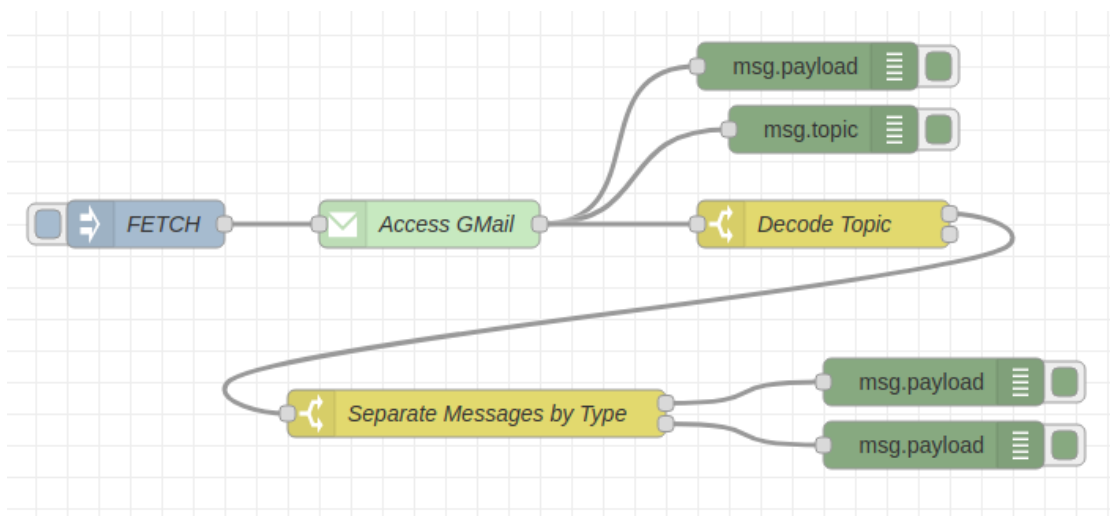 msg.payload
msg.topic
FETCH
Access GMail
Decode Topic
Separate Messages by Type
msg.payload
msg.payload